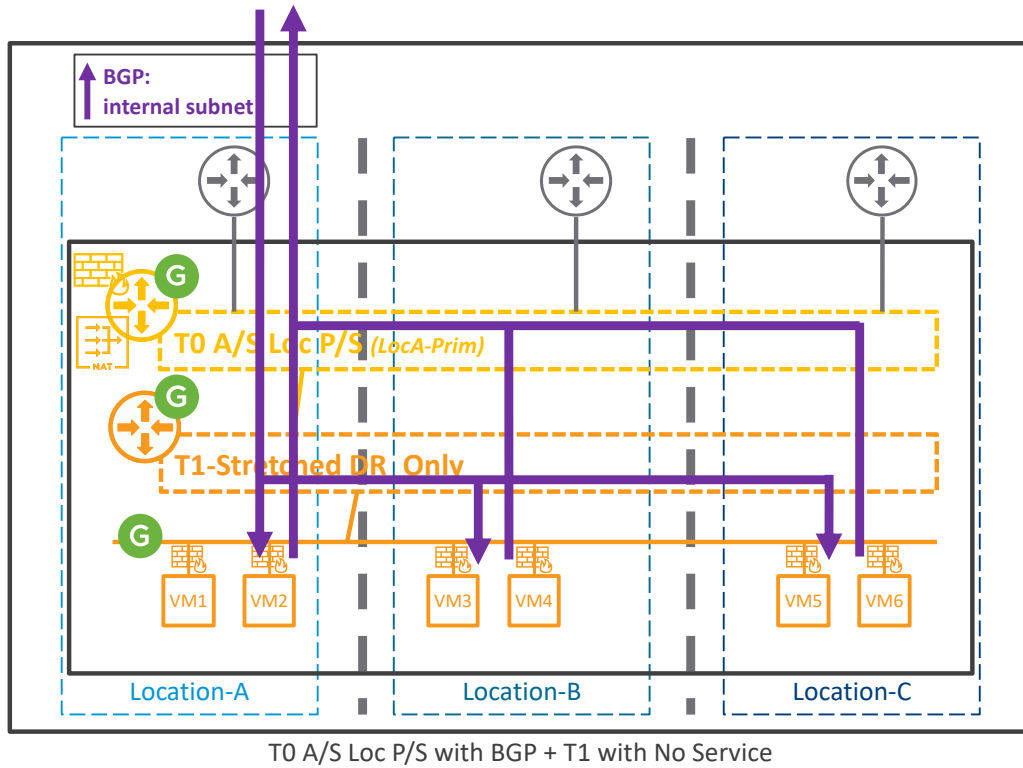 BGP:
internal subnet
G
T0 A/S Loc P/S (LocA-Prim)
NAT
G
T1-Stretched DR Only
G
VM1 VM2 VM3 VM4 VM5 VM6
Location-A Location-B Location-C
T0 A/S Loc P/S with BGP + T1 with No Service